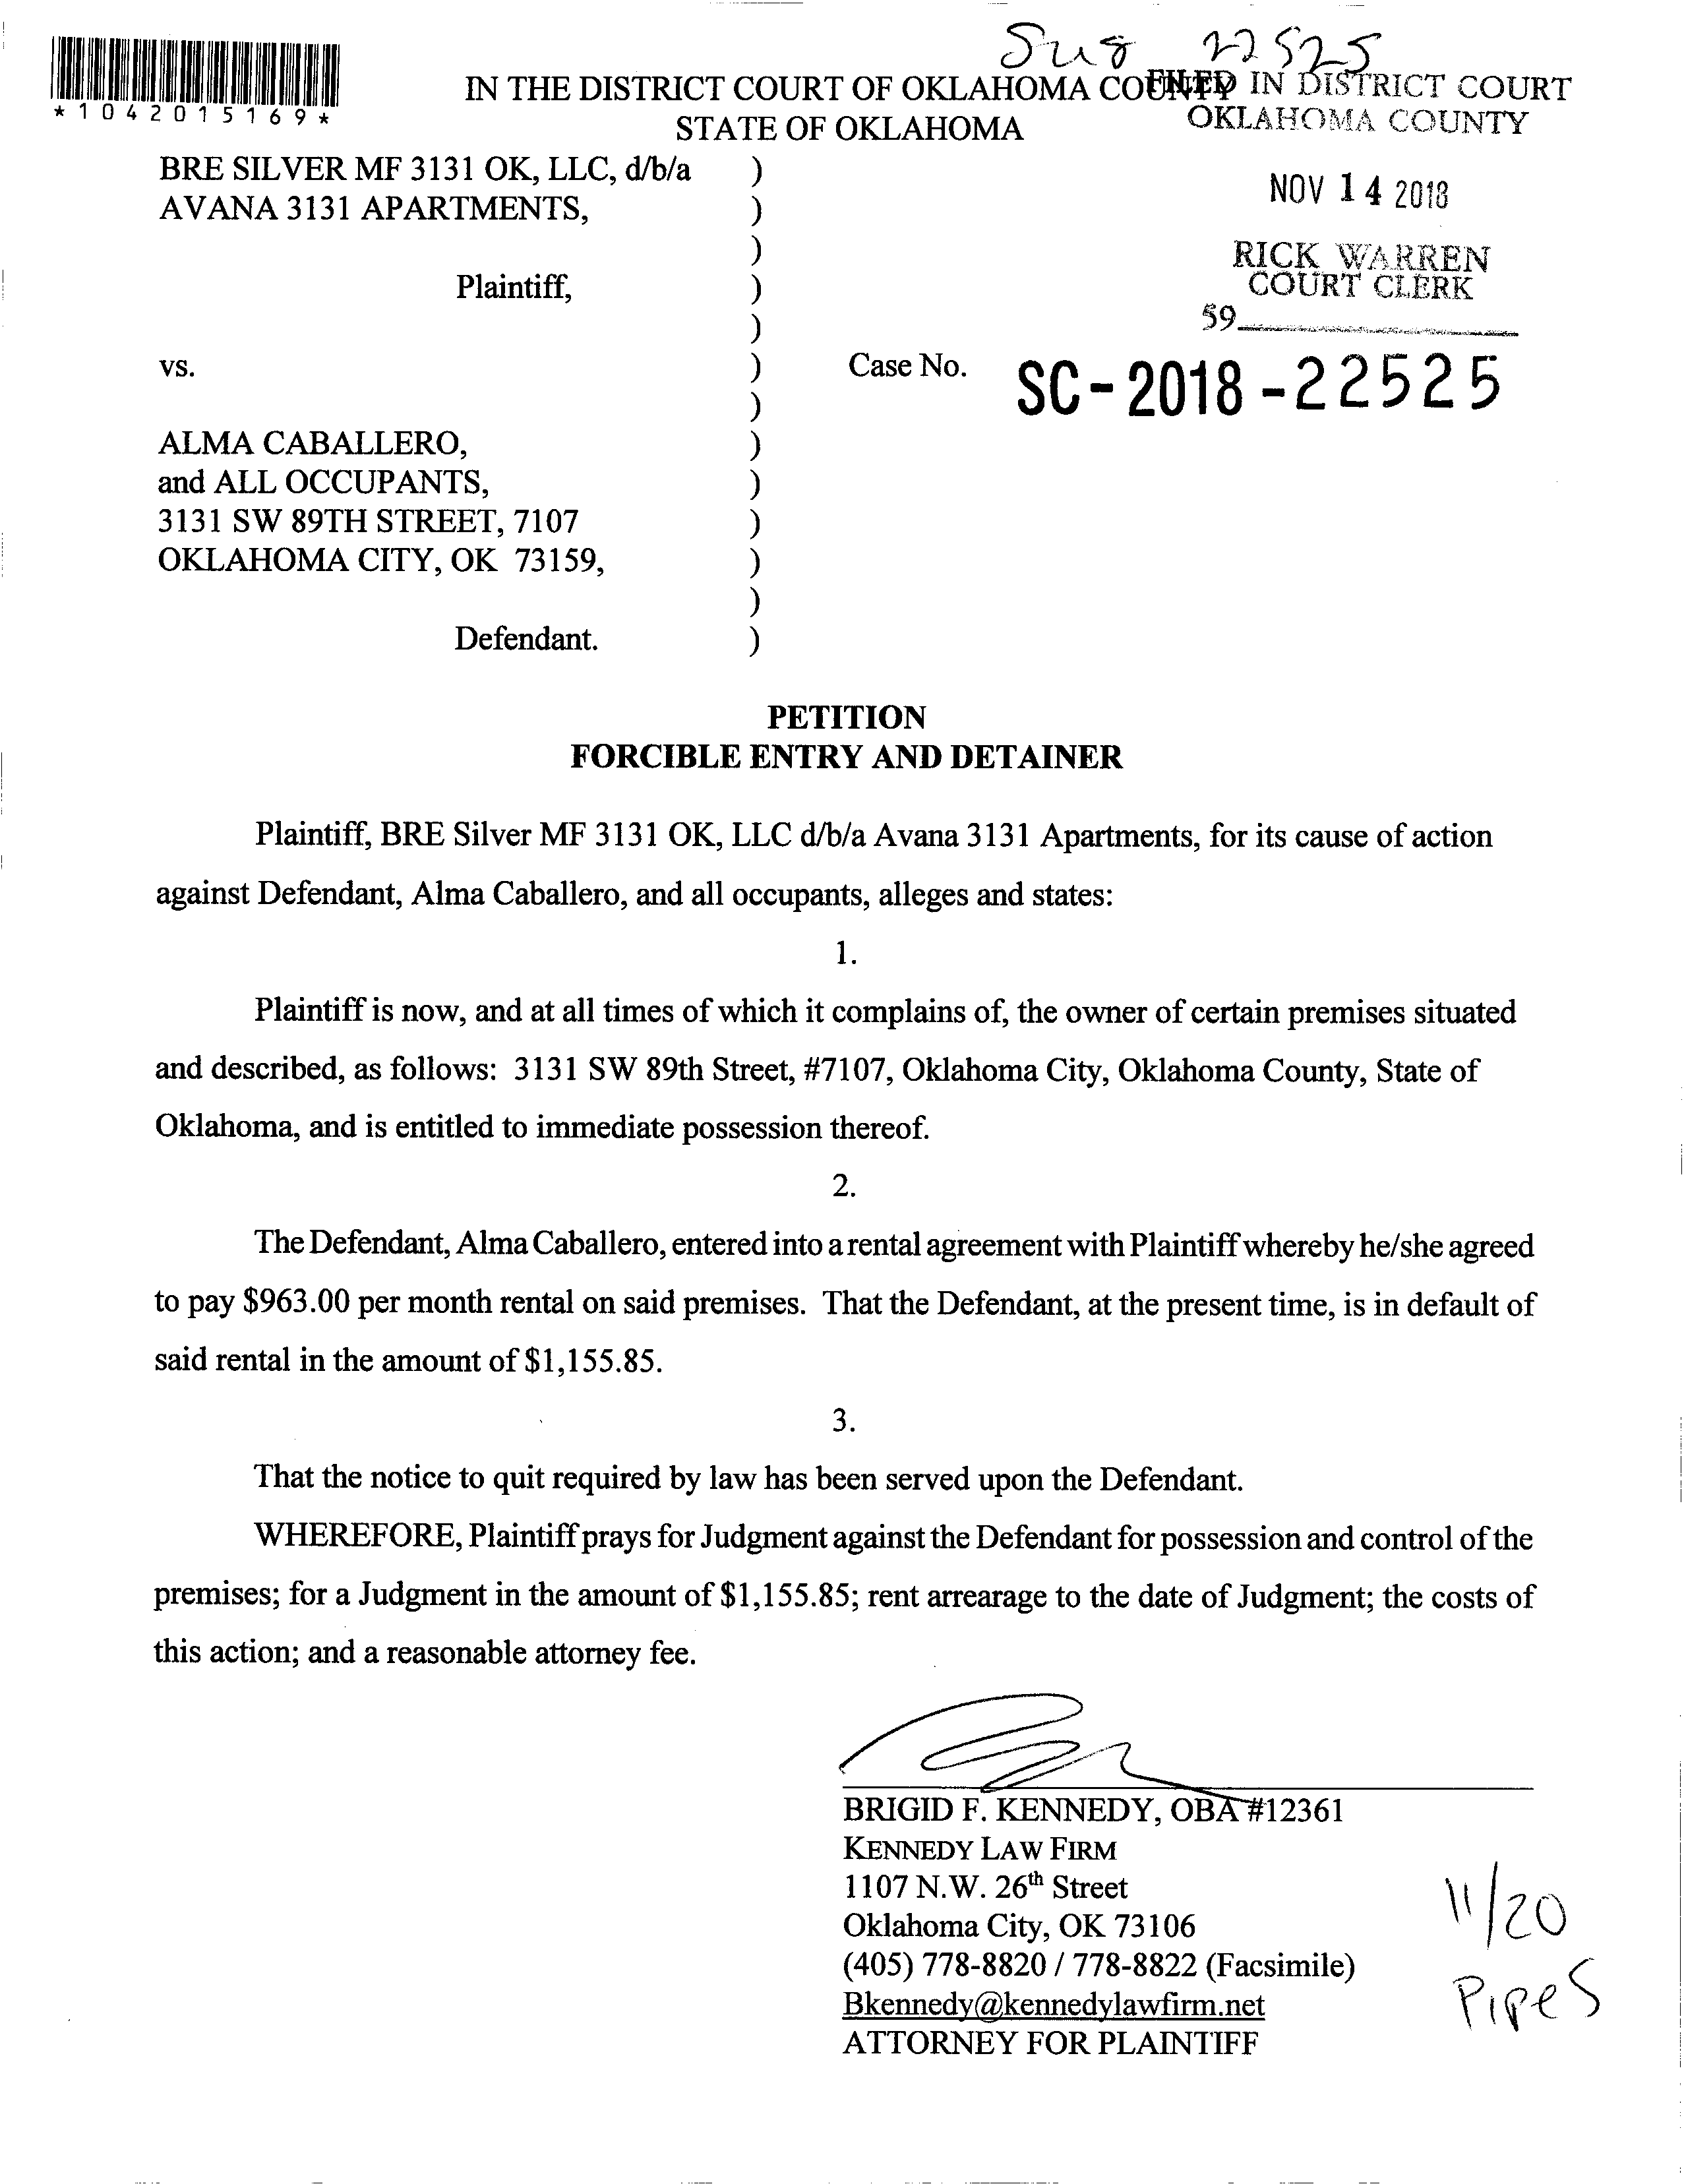 22525
*1042015169*
IN THE DISTRICT COURT OF OKLAHOMA COUNTY
STATE OF OKLAHOMA
FILED IN DISTRICT COURT
OKLAHOMA COUNTY
NOV 14 2018
RICK WARREN
COURT CLERK
59
BRE SILVER MF 3131 OK, LLC, d/b/a )
AVANA 3131 APARTMENTS, )
)
Plaintiff, )
)
vs. ) Case No. SC-2018-22525
)
ALMA CABALLERO, )
and ALL OCCUPANTS, )
3131 SW 89TH STREET, 7107 )
OKLAHOMA CITY, OK 73159, )
)
Defendant. )
PETITION
FORCIBLE ENTRY AND DETAINER
Plaintiff, BRE Silver MF 3131 OK, LLC d/b/a Avana 3131 Apartments, for its cause of action
against Defendant, Alma Caballero, and all occupants, alleges and states:
1.
Plaintiff is now, and at all times of which it complains of, the owner of certain premises situated
and described, as follows: 3131 SW 89th Street, #7107, Oklahoma City, Oklahoma County, State of
Oklahoma, and is entitled to immediate possession thereof.
2.
The Defendant, Alma Caballero, entered into a rental agreement with Plaintiff whereby he/she agreed
to pay $963.00 per month rental on said premises. That the Defendant, at the present time, is in default of
said rental in the amount of $1,155.85.
3.
That the notice to quit required by law has been served upon the Defendant.
WHEREFORE, Plaintiff prays for Judgment against the Defendant for possession and control of the
premises; for a Judgment in the amount of $1,155.85; rent arrearage to the date of Judgment; the costs of
this action; and a reasonable attorney fee.
BRIGID F. KENNEDY, OBA #12361
KENNEDY LAW FIRM
1107 N.W. 26th Street
Oklahoma City, OK 73106
(405) 778-8820 / 778-8822 (Facsimile)
Bkennedy@kennedylawfirm.net
ATTORNEY FOR PLAINTIFF
11/20
Pipes